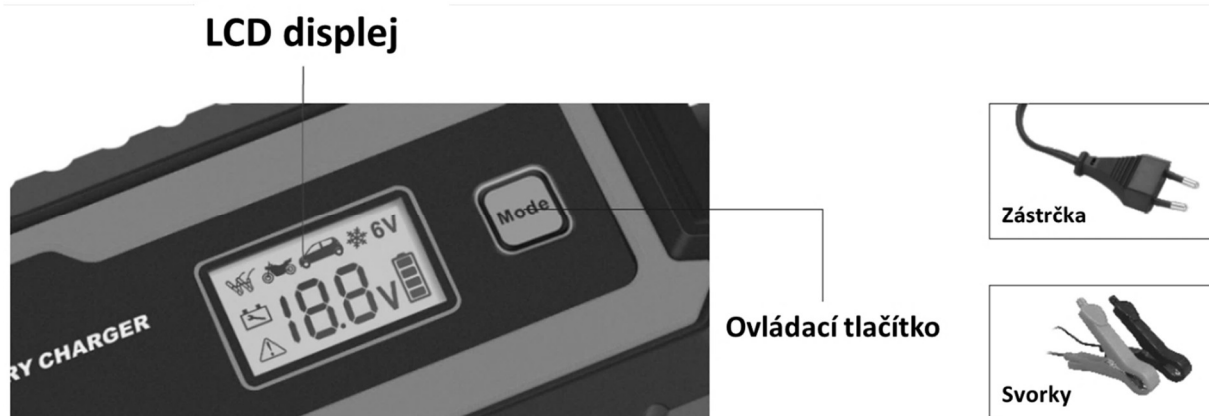 LCD displej
Mode
6V
18.8V
RY CHARGER
Ovládací tlačítko
Zástrčka
Svorky